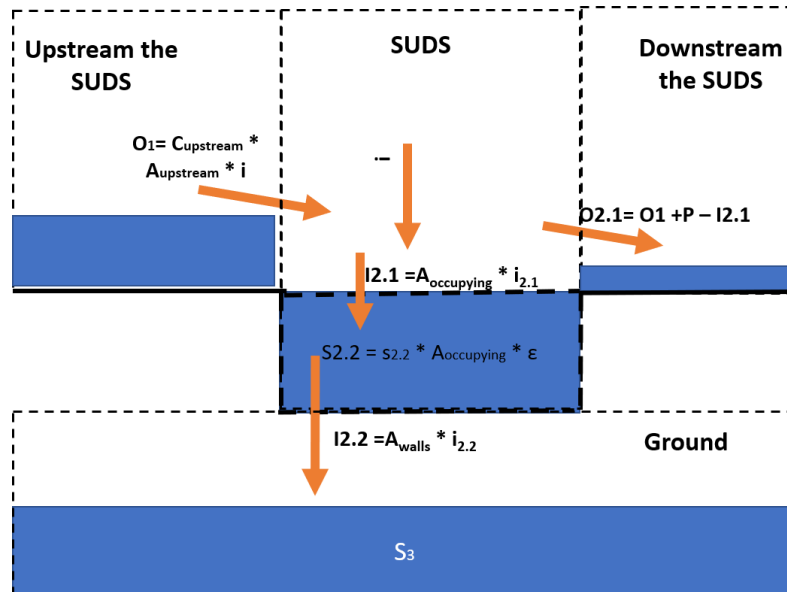 Upstream the
SUDS
SUDS
Downstream
the SUDS
O1= Cupstream *
Aupstream * i
i
O2.1= O1 +P – I2.1
I2.1 =Aoccupying * i2.1
S2.2 = s2.2 * Aoccupying * ε
I2.2 =Awalls * i2.2
Ground
S3